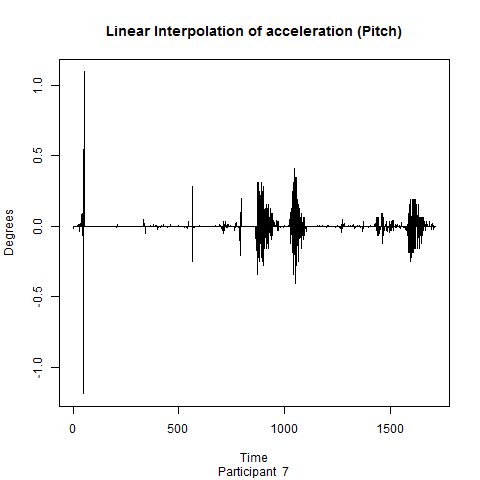 Linear Interpolation of acceleration (Pitch)
Degrees
1.0
0.5
0.0
-0.5
-1.0
0 500 1000 1500
Time
Participant 7